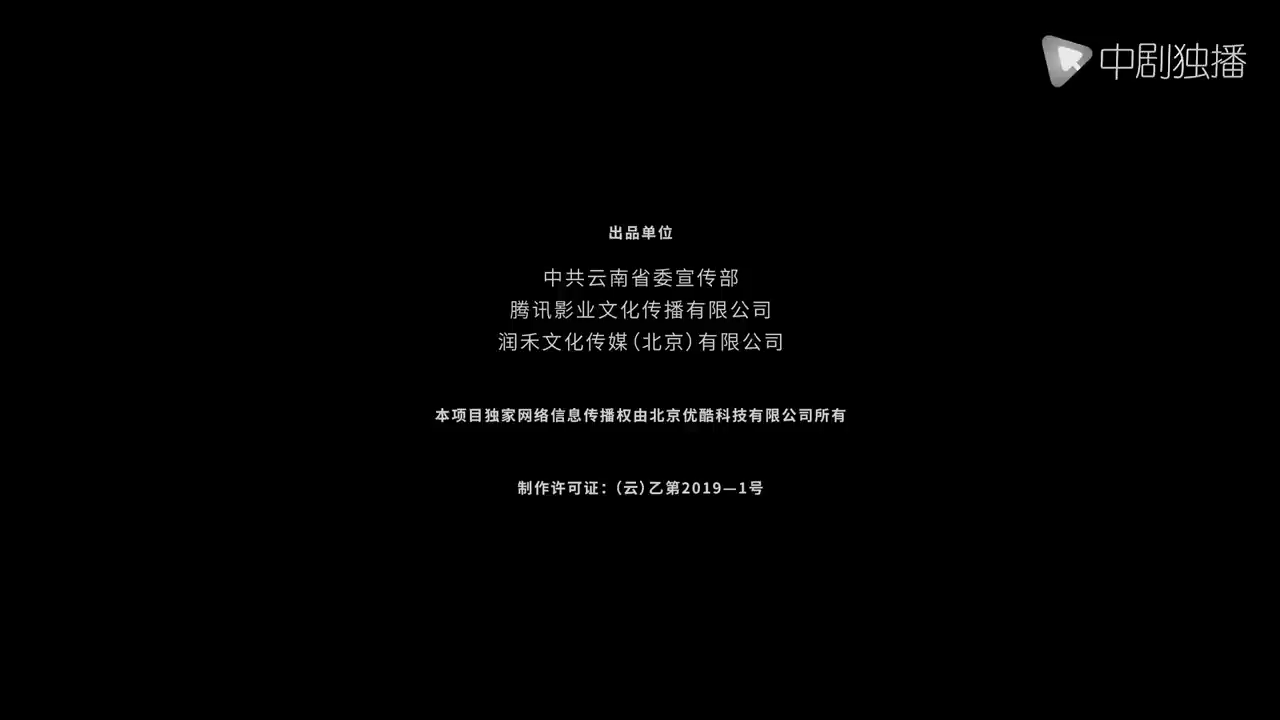 中剧独播
出品单位
中共云南省委宣传部
腾讯影业文化传播有限公司
润禾文化传媒（北京）有限公司
本项目独家网络信息传播权由北京优酷科技有限公司所有
制作许可证：（云）乙第2019—1号